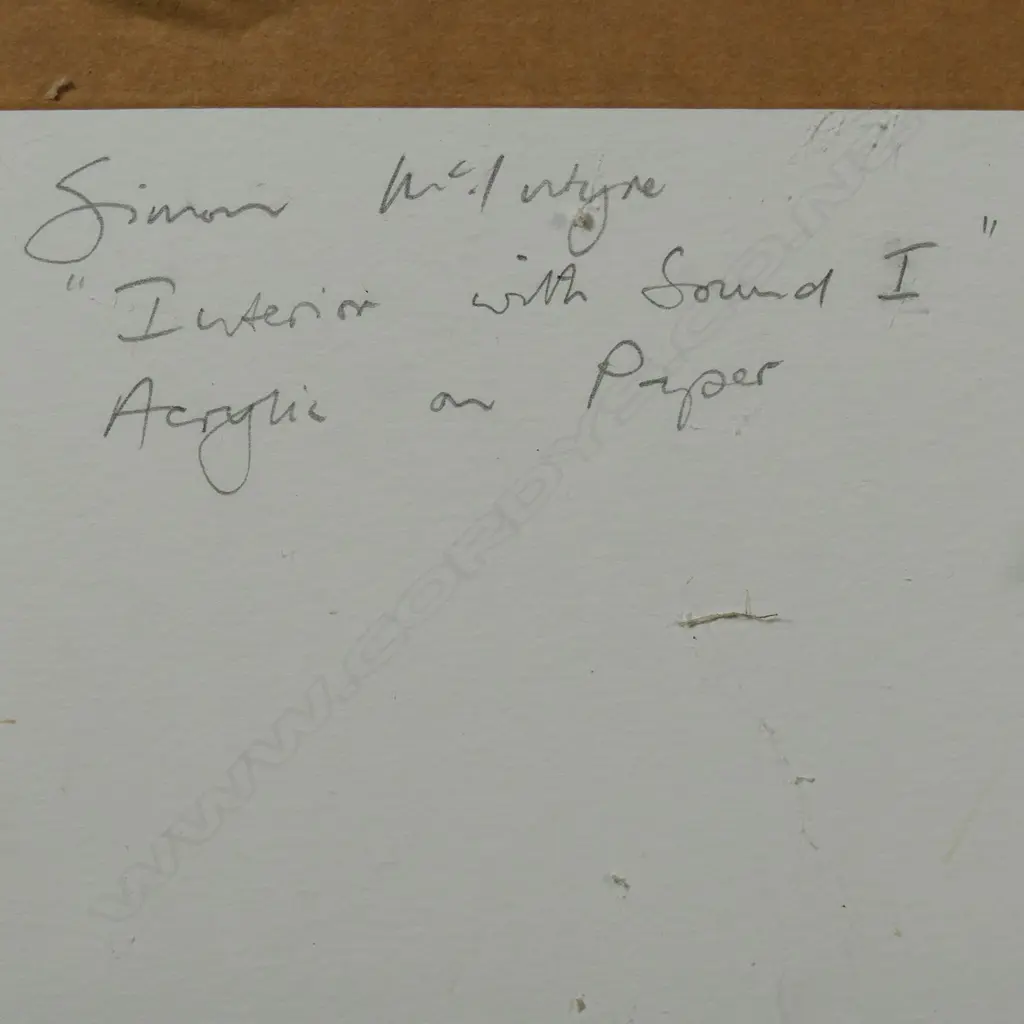 Simon McIntyre
"Interior with Sound I"
Acrylic on Paper